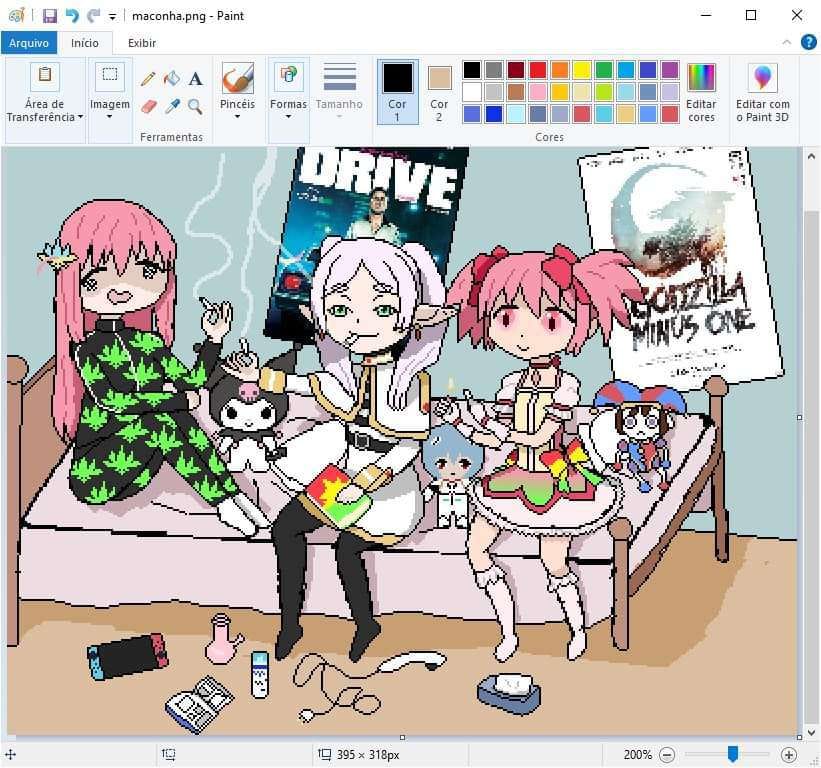 maconha.png - Paint
Arquivo Início Exibir
Área de Transferência
Imagem
A
Pincéis
Formas
Tamanho
Cor 1
Cor 2
Editar cores
Editar com o Paint 3D
Ferramentas
Cores
DRIVE
GODZILLA
MINUS ONE
395 × 318px
200%